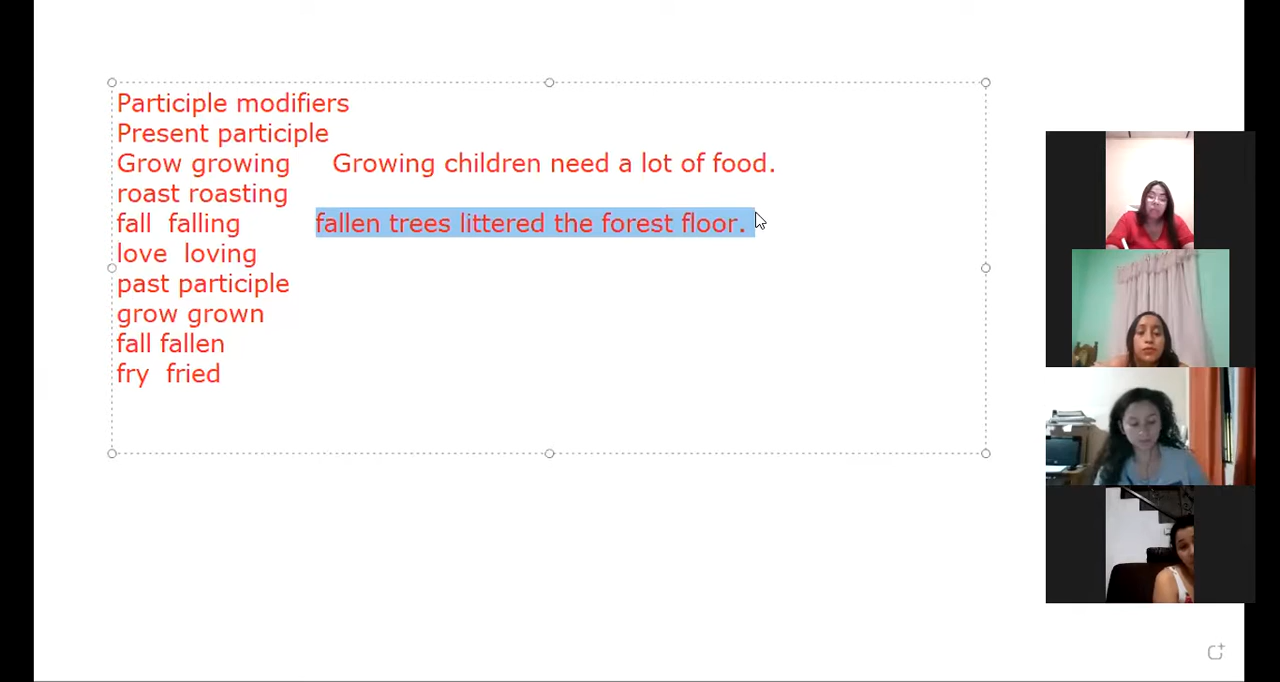 Participle modifiers
Present participle
Grow growing Growing children need a lot of food.
roast roasting
fall falling fallen trees littered the forest floor.
love loving
past participle
grow grown
fall fallen
fry fried